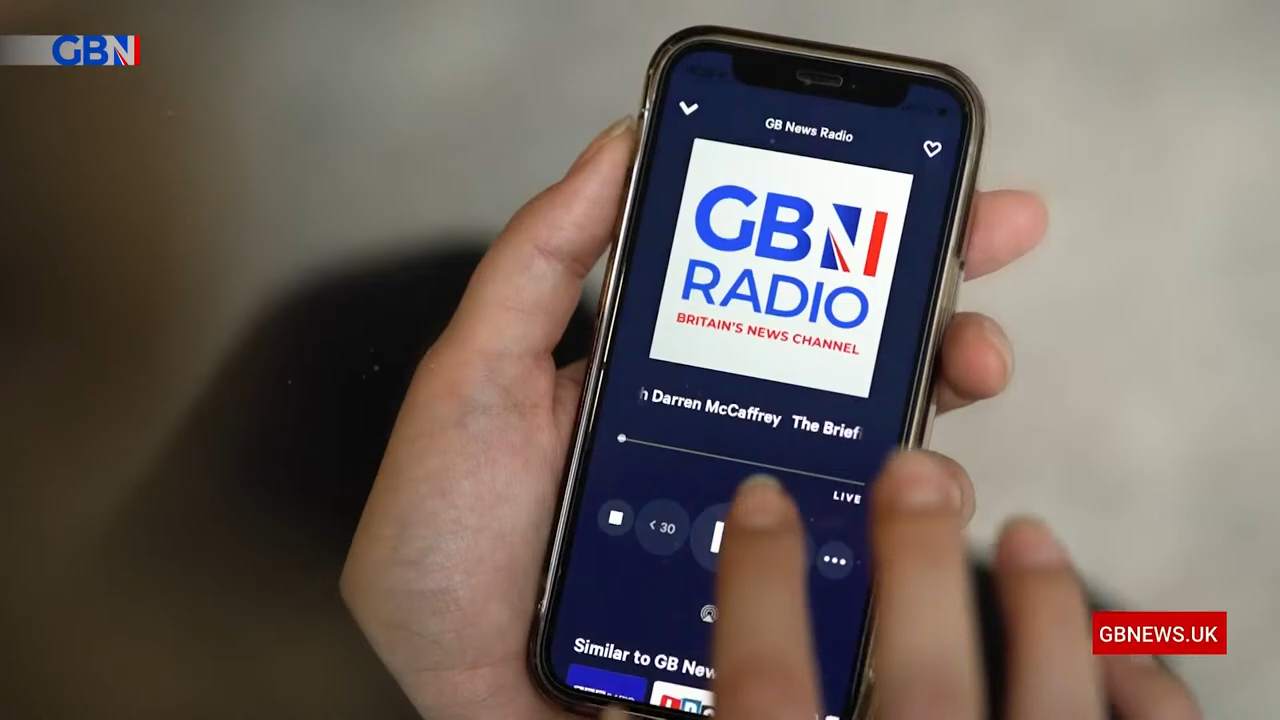 GBN
GB News Radio
GBN
RADIO
BRITAIN'S NEWS CHANNEL
h Darren McCaffrey The Brief
LIVE
< 30
Similar to GB New
GBNEWS.UK